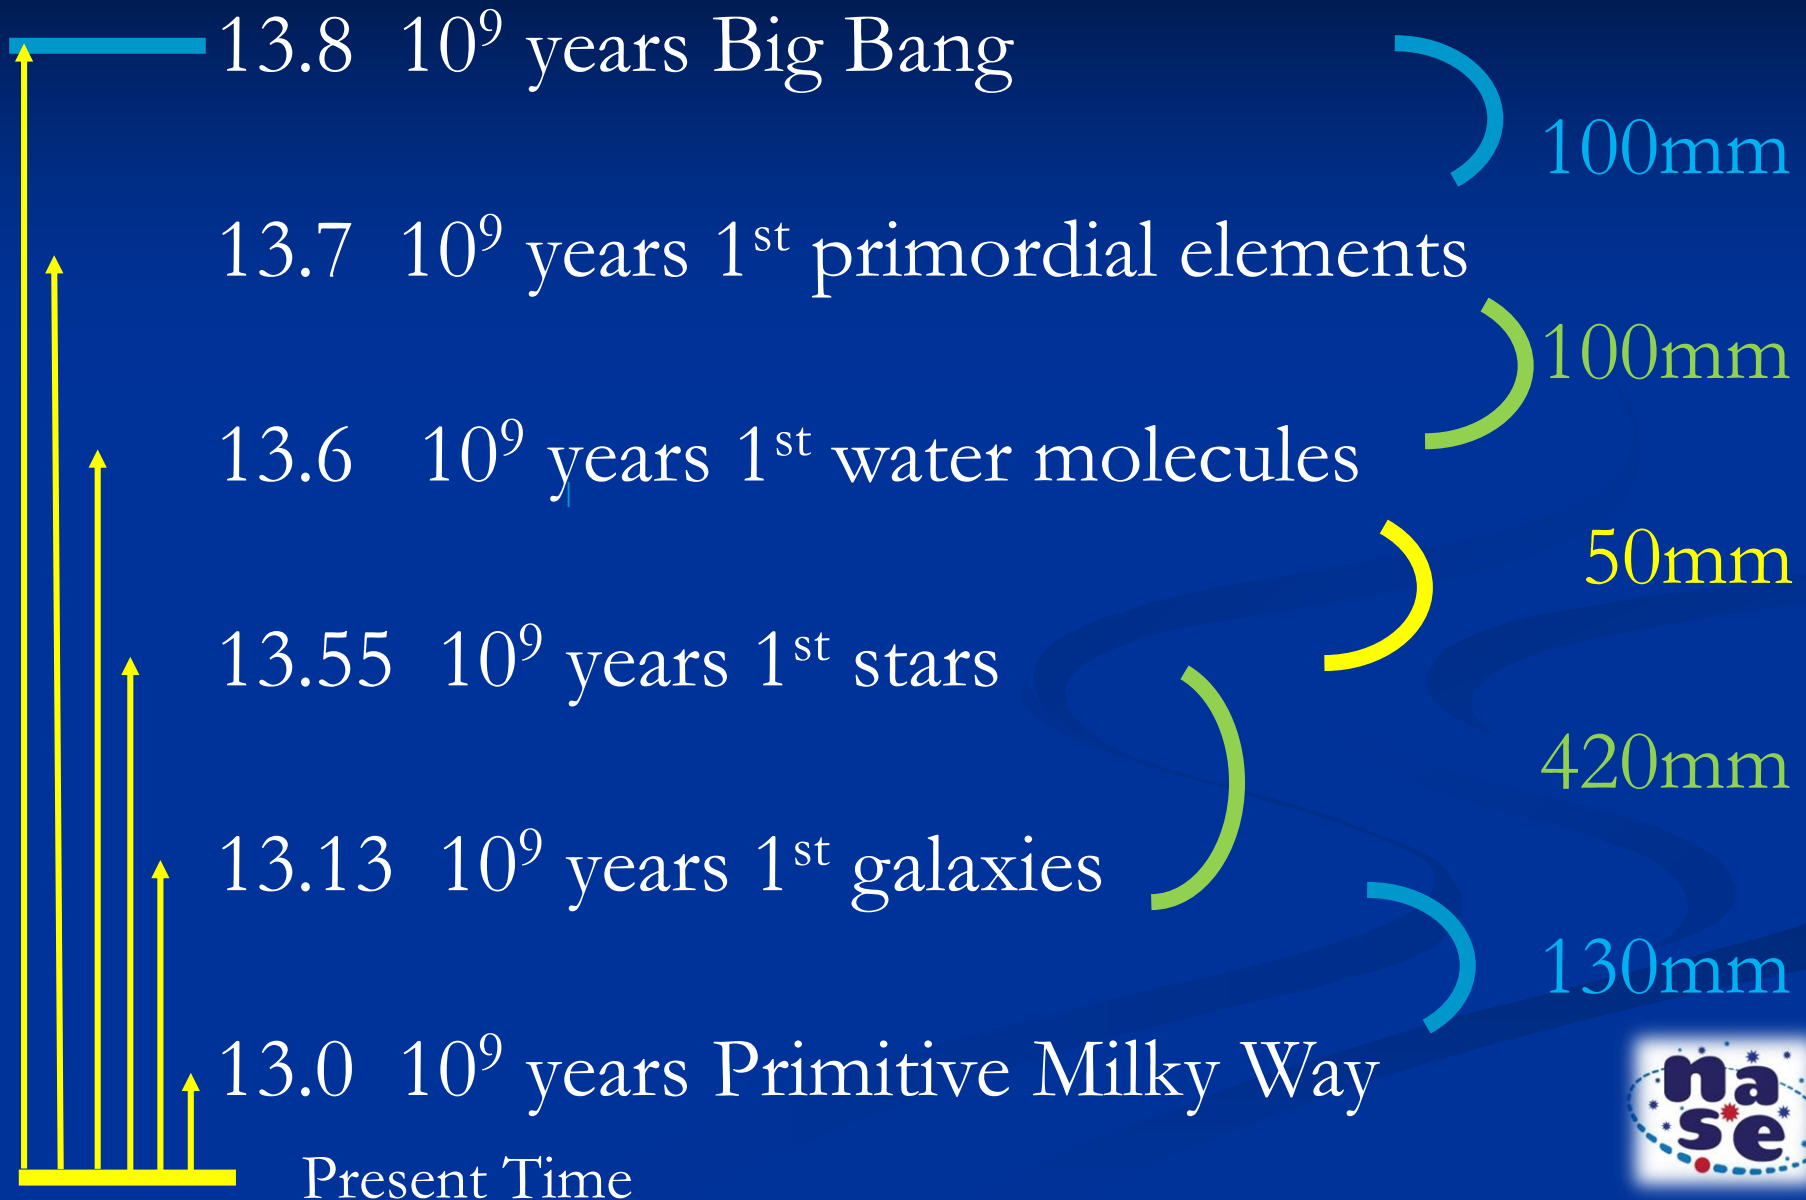 13.8 10⁹ years Big Bang
100mm
13.7 10⁹ years 1ˢᵗ primordial elements
100mm
13.6 10⁹ years 1ˢᵗ water molecules
50mm
13.55 10⁹ years 1ˢᵗ stars
420mm
13.13 10⁹ years 1ˢᵗ galaxies
130mm
13.0 10⁹ years Primitive Milky Way
Present Time
na
se